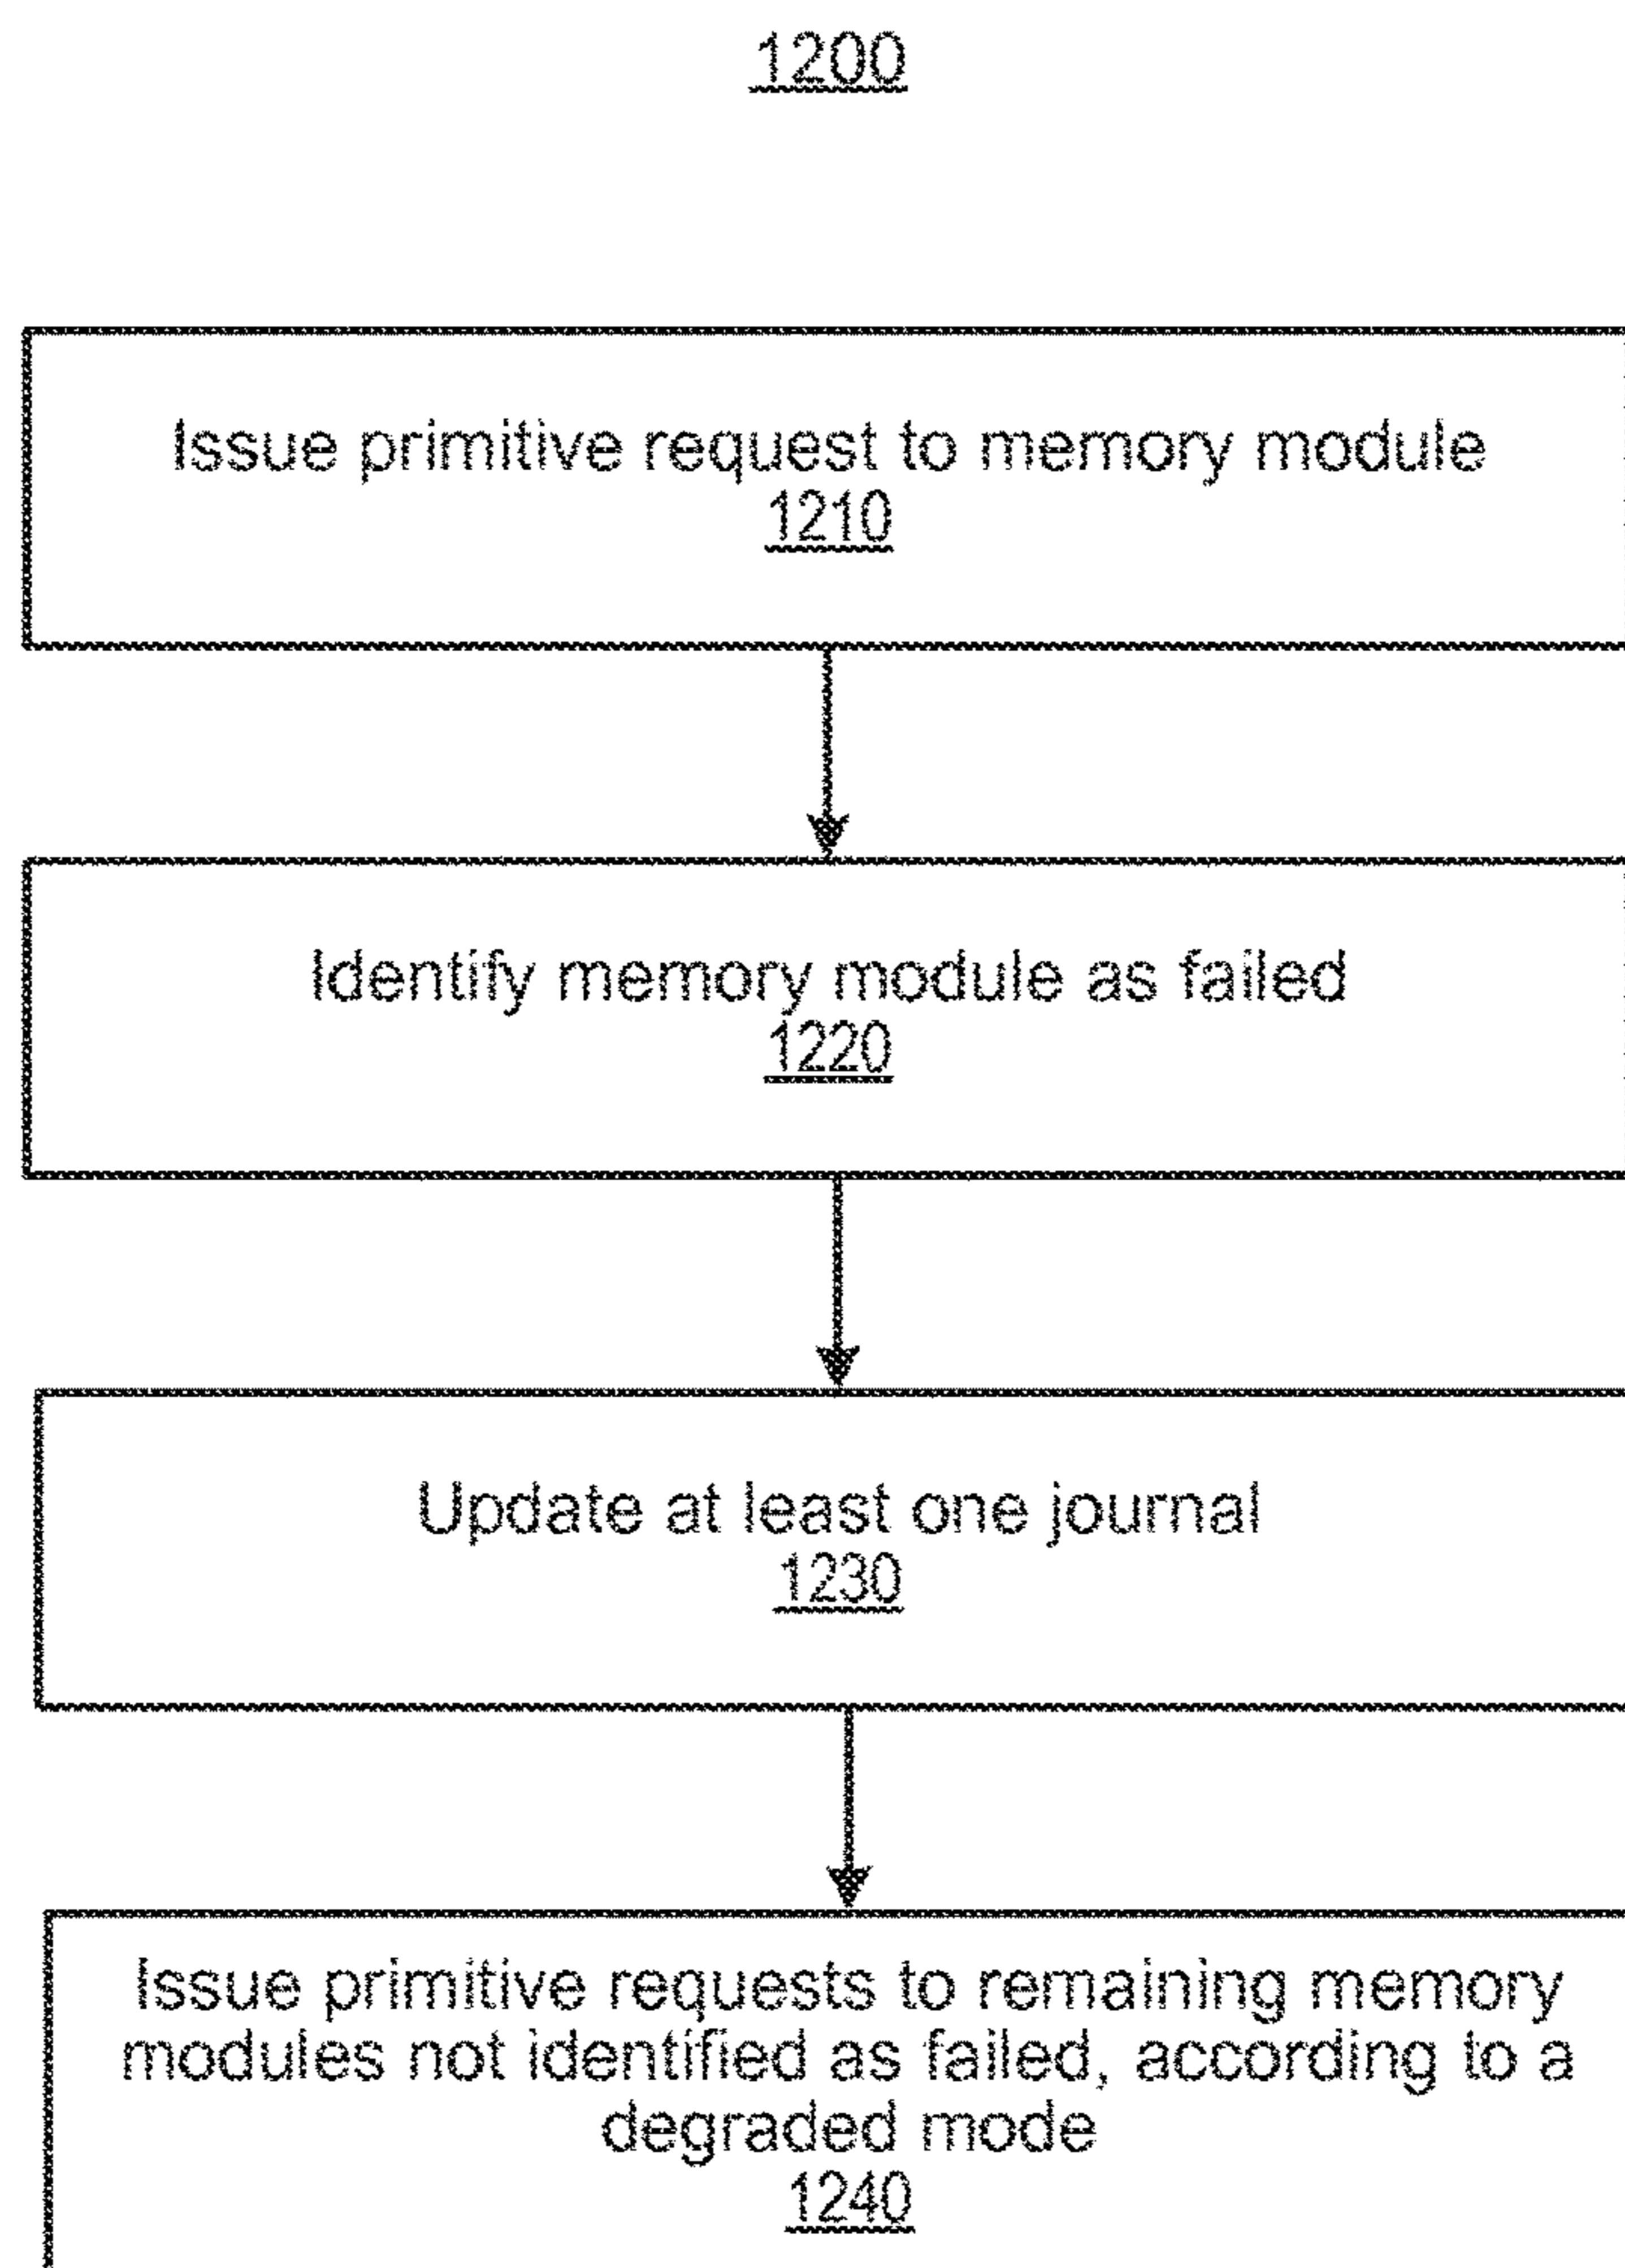 1200
Issue primitive request to memory module
1210
Identify memory module as failed
1220
Update at least one journal
1230
Issue primitive requests to remaining memory
modules not identified as failed, according to a
degraded mode
1240